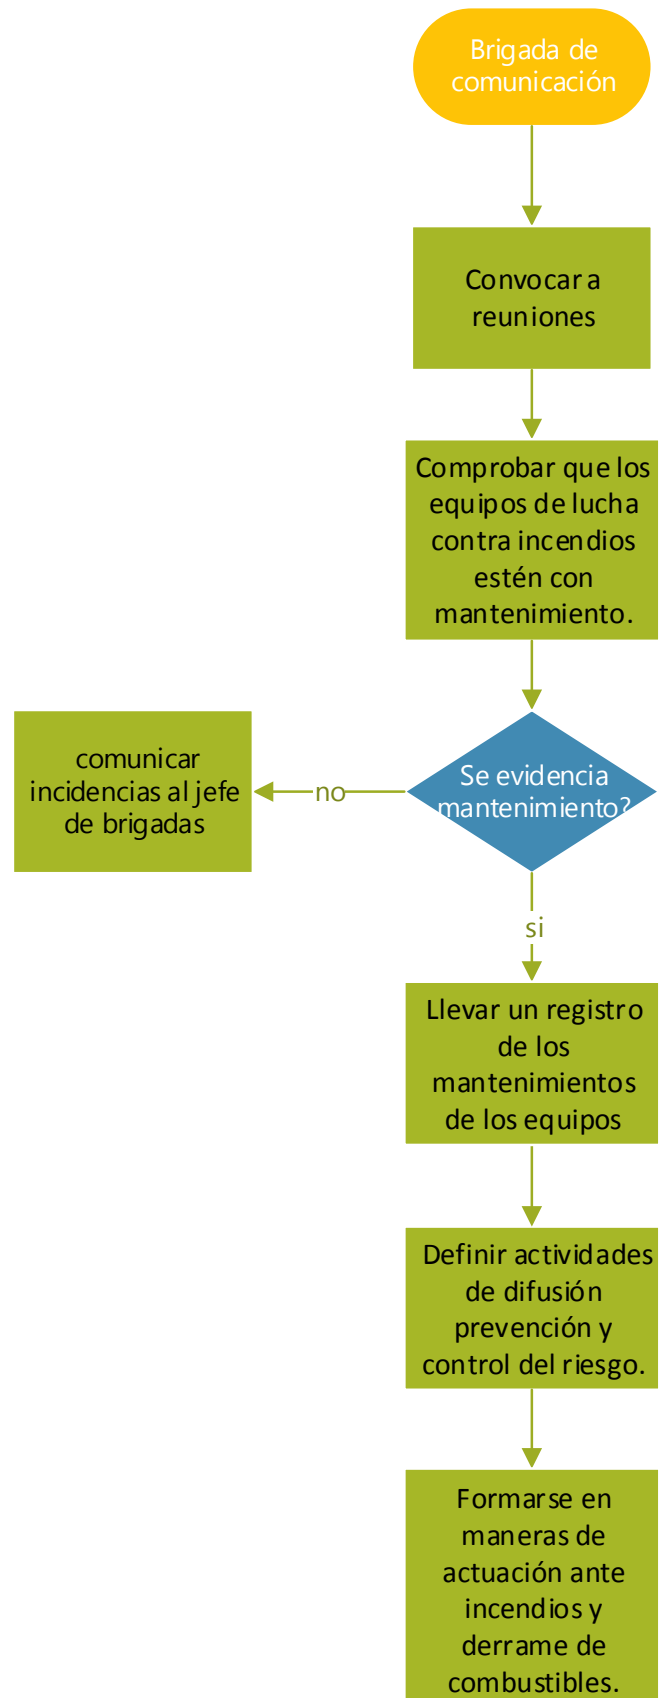 Brigada de
comunicación
Convocar a
reuniones
Comprobar que los
equipos de lucha
contra incendios
estén con
mantenimiento.
Se evidencia
mantenimiento?
no
comunicar
incidencias al jefe
de brigadas
si
Llevar un registro
de los
mantenimientos
de los equipos
Definir actividades
de difusión
prevención y
control del riesgo.
Formarse en
maneras de
actuación ante
incendios y
derrame de
combustibles.